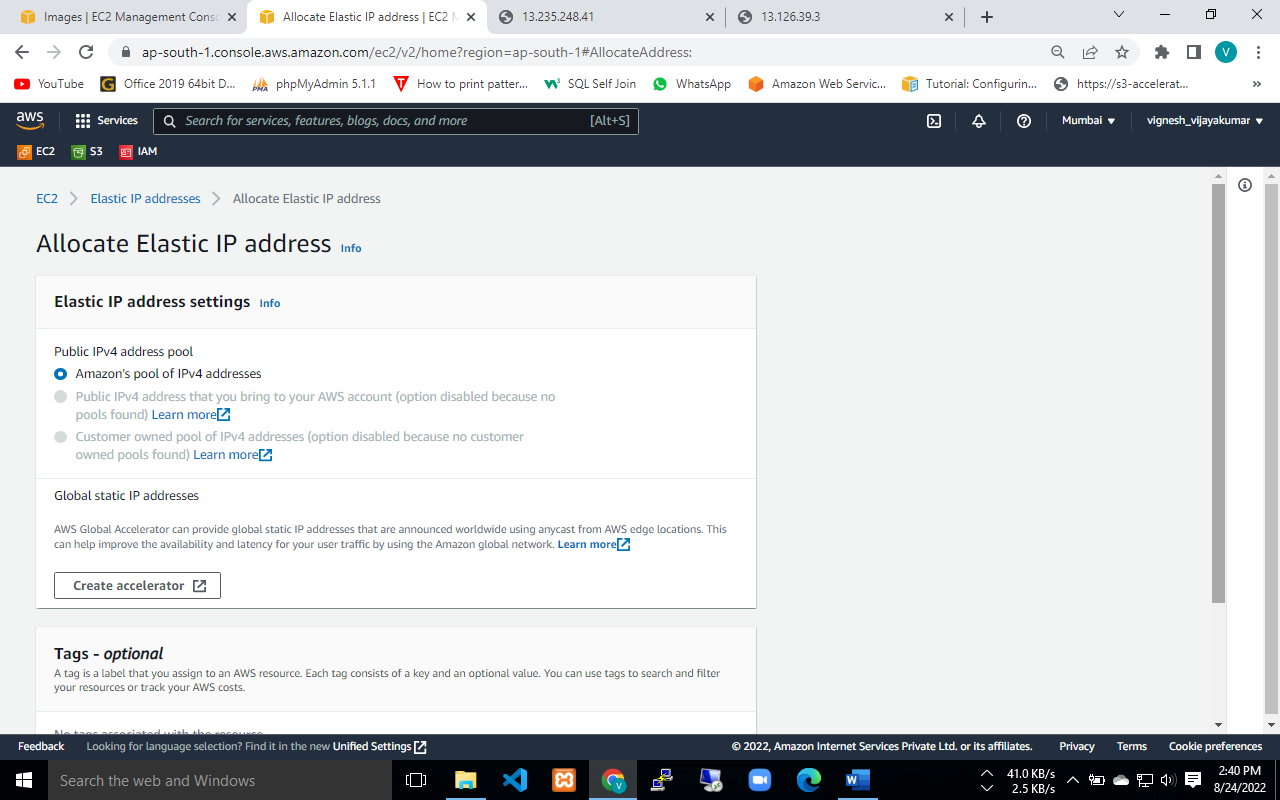 Images | EC2 Management Conso
Allocate Elastic IP address | EC2 M
13.235.248.41
13.126.39.3
ap-south-1.console.aws.amazon.com/ec2/v2/home?region=ap-south-1#AllocateAddress:
V
YouTube
Office 2019 64bit D...
phpMyAdmin 5.1.1
How to print patter...
SQL Self Join
WhatsApp
Amazon Web Servic...
Tutorial: Configurin...
https://s3-accelerat...
»
aws
Services
Search for services, features, blogs, docs, and more
[Alt+S]
Mumbai
vignesh_vijayakumar
EC2
S3
IAM
EC2
Elastic IP addresses
Allocate Elastic IP address
Allocate Elastic IP address Info
Elastic IP address settings Info
Public IPv4 address pool
Amazon's pool of IPv4 addresses
Public IPv4 address that you bring to your AWS account (option disabled because no
pools found) Learn more
Customer owned pool of IPv4 addresses (option disabled because no customer
owned pools found) Learn more
Global static IP addresses
AWS Global Accelerator can provide global static IP addresses that are announced worldwide using anycast from AWS edge locations. This
can help improve the availability and latency for your user traffic by using the Amazon global network. Learn more
Create accelerator
Tags - optional
A tag is a label that you assign to an AWS resource. Each tag consists of a key and an optional value. You can use tags to search and filter
your resources or track your AWS costs.
No tags associated with the resource
Feedback
Looking for language selection? Find it in the new Unified Settings
© 2022, Amazon Internet Services Private Ltd. or its affiliates.
Privacy
Terms
Cookie preferences
Search the web and Windows
41.0 KB/s
2.5 KB/s
2:40 PM
8/24/2022